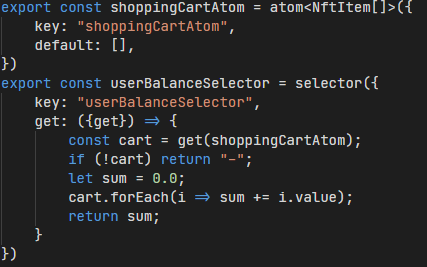 export const shoppingCartAtom = atom<NftItem[]>({
    key: "shoppingCartAtom",
    default: [],
})
export const userBalanceSelector = selector({
    key: "userBalanceSelector",
    get: ({get}) => {
        const cart = get(shoppingCartAtom);
        if (!cart) return "-";
        let sum = 0.0;
        cart.forEach(i => sum += i.value);
        return sum;
    }
})